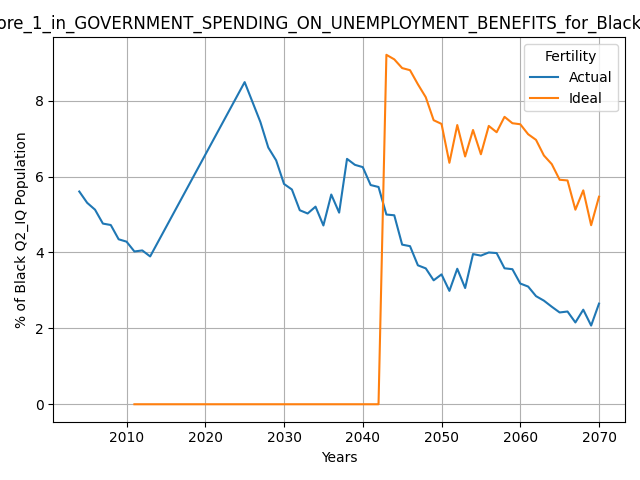 ore_1_in_GOVERNMENT_SPENDING_ON_UNEMPLOYMENT_BENEFITS_for_Black
Fertility
Actual
Ideal
% of Black Q2_IQ Population
8
6
4
2
0
2010 2020 2030 2040 2050 2060 2070
Years